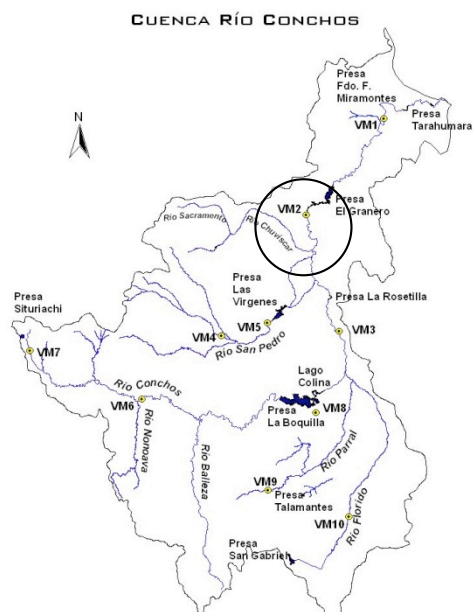 CUENCA RÍO CONCHOS
Presa
Fdo. F.
Miramontes
VM1
Presa
Tarahumara
N
VM2
Presa
El Granero
Río Sacramento
Río Chuviscar
Presa
Las
Virgenes
Presa La Rosetilla
Presa
Situriachi
VM7
VM4
VM5
Río San Pedro
VM3
Lago
Colina
Río Conchos
VM6
Presa
La Boquilla
VM8
Río Nonoava
Río Balleza
Río Parral
VM9
Presa
Talamantes
VM10
Río Florido
Presa
San Gabriel